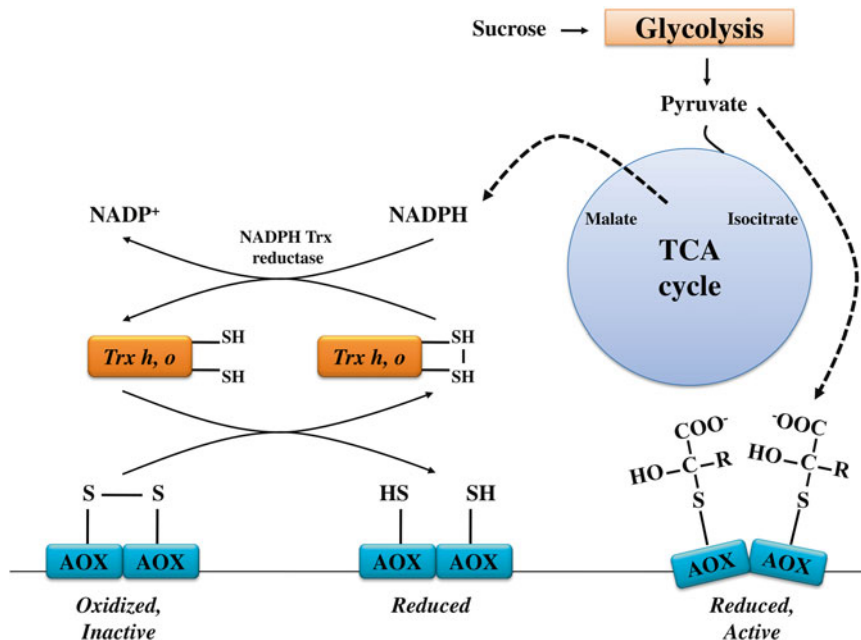 Sucrose
Glycolysis
Pyruvate
NADP⁺
NADPH
NADPH Trx
reductase
Malate
Isocitrate
TCA
cycle
Trx h, o
SH
SH
Trx h, o
SH
SH
COO⁻
HO
C
R
S
⁻OOC
HO
C
R
S
S
S
HS
SH
AOX
AOX
AOX
AOX
AOX
AOX
Oxidized,
Inactive
Reduced
Reduced,
Active